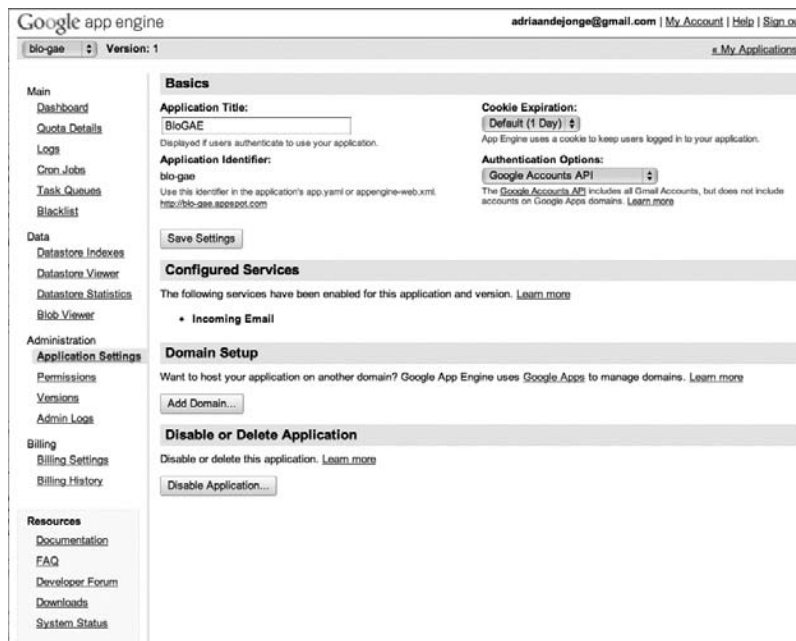 Google app engine
adriaandejonge@gmail.com | My Account | Help | Sign ou
blo-gae Version: 1
« My Applications
Main
Dashboard
Quota Details
Logs
Cron Jobs
Task Queues
Blacklist
Data
Datastore Indexes
Datastore Viewer
Datastore Statistics
Blob Viewer
Administration
Application Settings
Permissions
Versions
Admin Logs
Billing
Billing Settings
Billing History
Resources
Documentation
FAQ
Developer Forum
Downloads
System Status
Basics
Application Title:
BloGAE
Displayed if users authenticate to use your application.
Application Identifier:
blo-gae
Use this identifier in the application's app.yaml or appengine-web.xml.
http://blo-gae.appspot.com
Cookie Expiration:
Default (1 Day)
App Engine uses a cookie to keep users logged in to your application.
Authentication Options:
Google Accounts API
The Google Accounts API includes all Gmail Accounts, but does not include
accounts on Google Apps domains. Learn more
Save Settings
Configured Services
The following services have been enabled for this application and version. Learn more
• Incoming Email
Domain Setup
Want to host your application on another domain? Google App Engine uses Google Apps to manage domains. Learn more
Add Domain...
Disable or Delete Application
Disable or delete this application. Learn more
Disable Application...